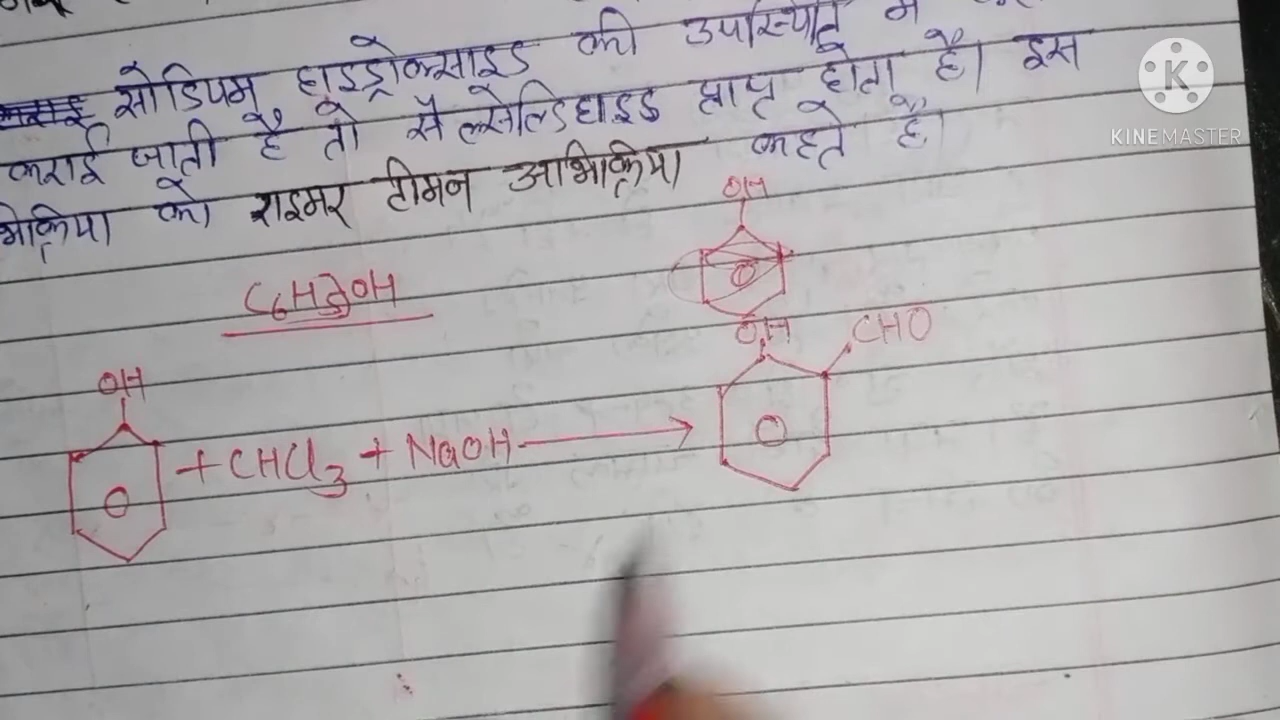 सोडियम हाइड्रोक्साइड की उपस्थिति में
कराई जाती है तो सैल्सेल्डिहाइड प्राप्त होता है। इस
को राइमर टीमन अभिक्रिया कहते है।
C6H5OH
OH
OH CHO
OH
+ CHCl3 + NaOH
K
KINEMASTER